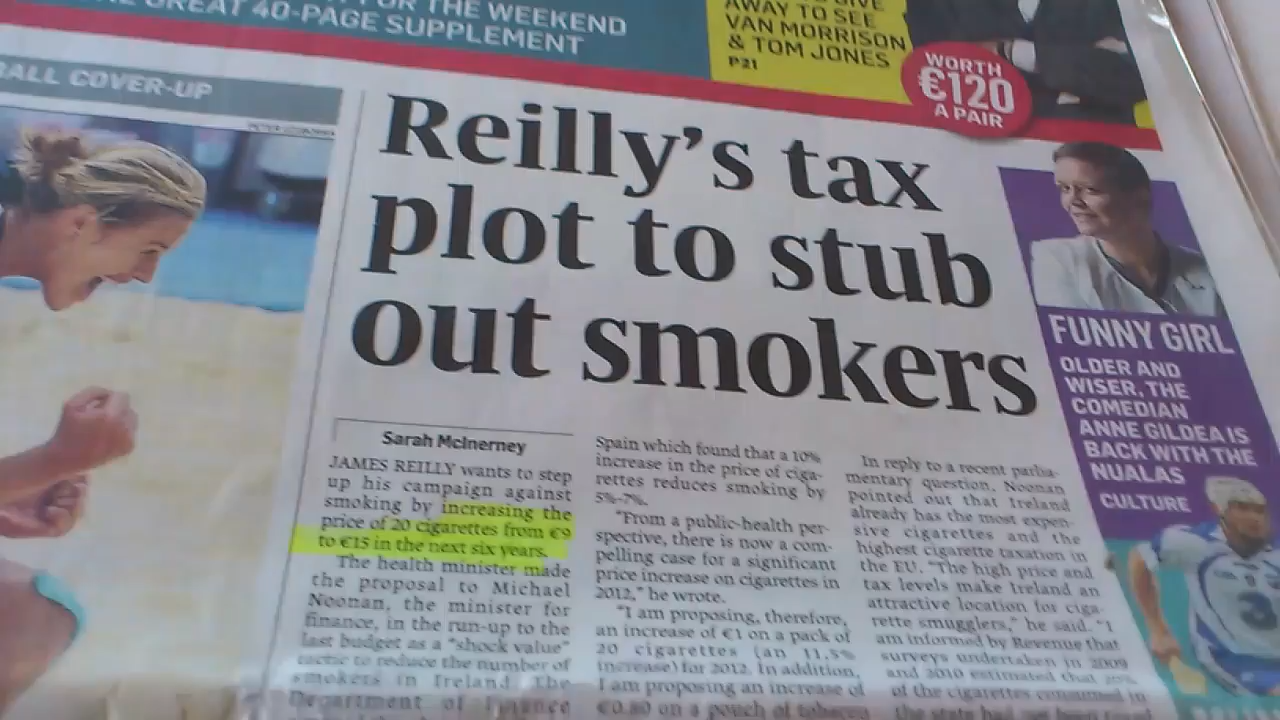 FOR THE WEEKEND
GREAT 40-PAGE SUPPLEMENT
AWAY TO SEE
VAN MORRISON
& TOM JONES
P21
WORTH
€120
A PAIR
COVER-UP
Reilly's tax
plot to stub
out smokers
Sarah McInerney
JAMES REILLY wants to step
up his campaign against
smoking by increasing the
price of 20 cigarettes from €9
to €15 in the next six years.
The health minister made
the proposal to Michael
Noonan, the minister for
finance, in the run-up to the
last budget as a "shock value"
tactic to reduce the number of
smokers in Ireland. The
Department of Finance
Spain which found that a 10%
increase in the price of ciga-
rettes reduces smoking by
5%-7%.
"From a public-health per-
spective, there is now a com-
pelling case for a significant
price increase on cigarettes in
2012," he wrote.
"I am proposing, therefore,
an increase of €1 on a pack of
20 cigarettes (an 11.5%
increase) for 2012. In addition,
I am proposing an increase of
€0.80 on a pouch of tobacco
In reply to a recent parlia-
mentary question, Noonan
pointed out that Ireland
already has the most expen-
sive cigarettes and the
highest cigarette taxation in
the EU. "The high price and
tax levels make Ireland an
attractive location for ciga-
rette smugglers," he said. "I
am informed by Revenue that
surveys undertaken in 2009
and 2010 estimated that
of the cigarettes consumed in
the state had not been
FUNNY GIRL
OLDER AND
WISER, THE
COMEDIAN
ANNE GILDEA IS
BACK WITH THE
NUALAS
CULTURE
3